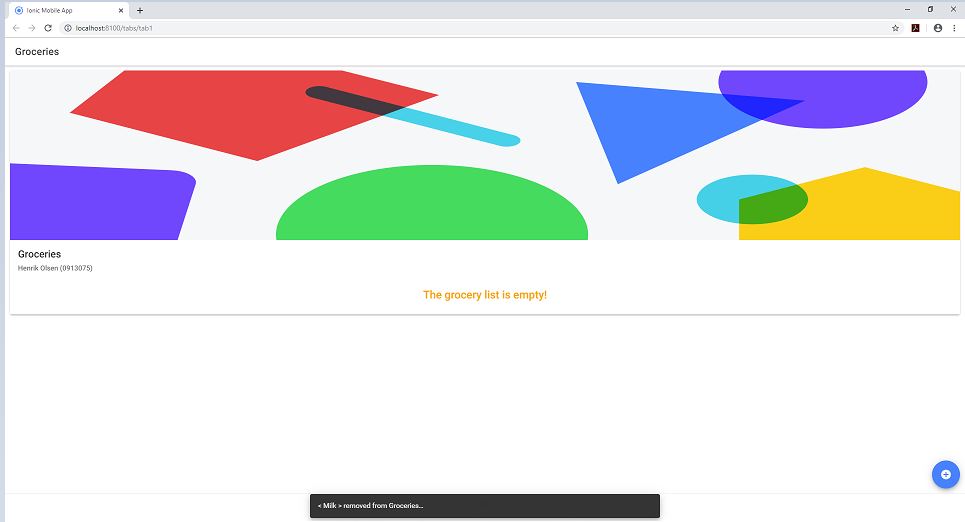 Ionic Mobile App
localhost:8100/tabs/tab1
Groceries
Groceries
Henrik Olsen (0913075)
The grocery list is empty!
< Milk > removed from Groceries...